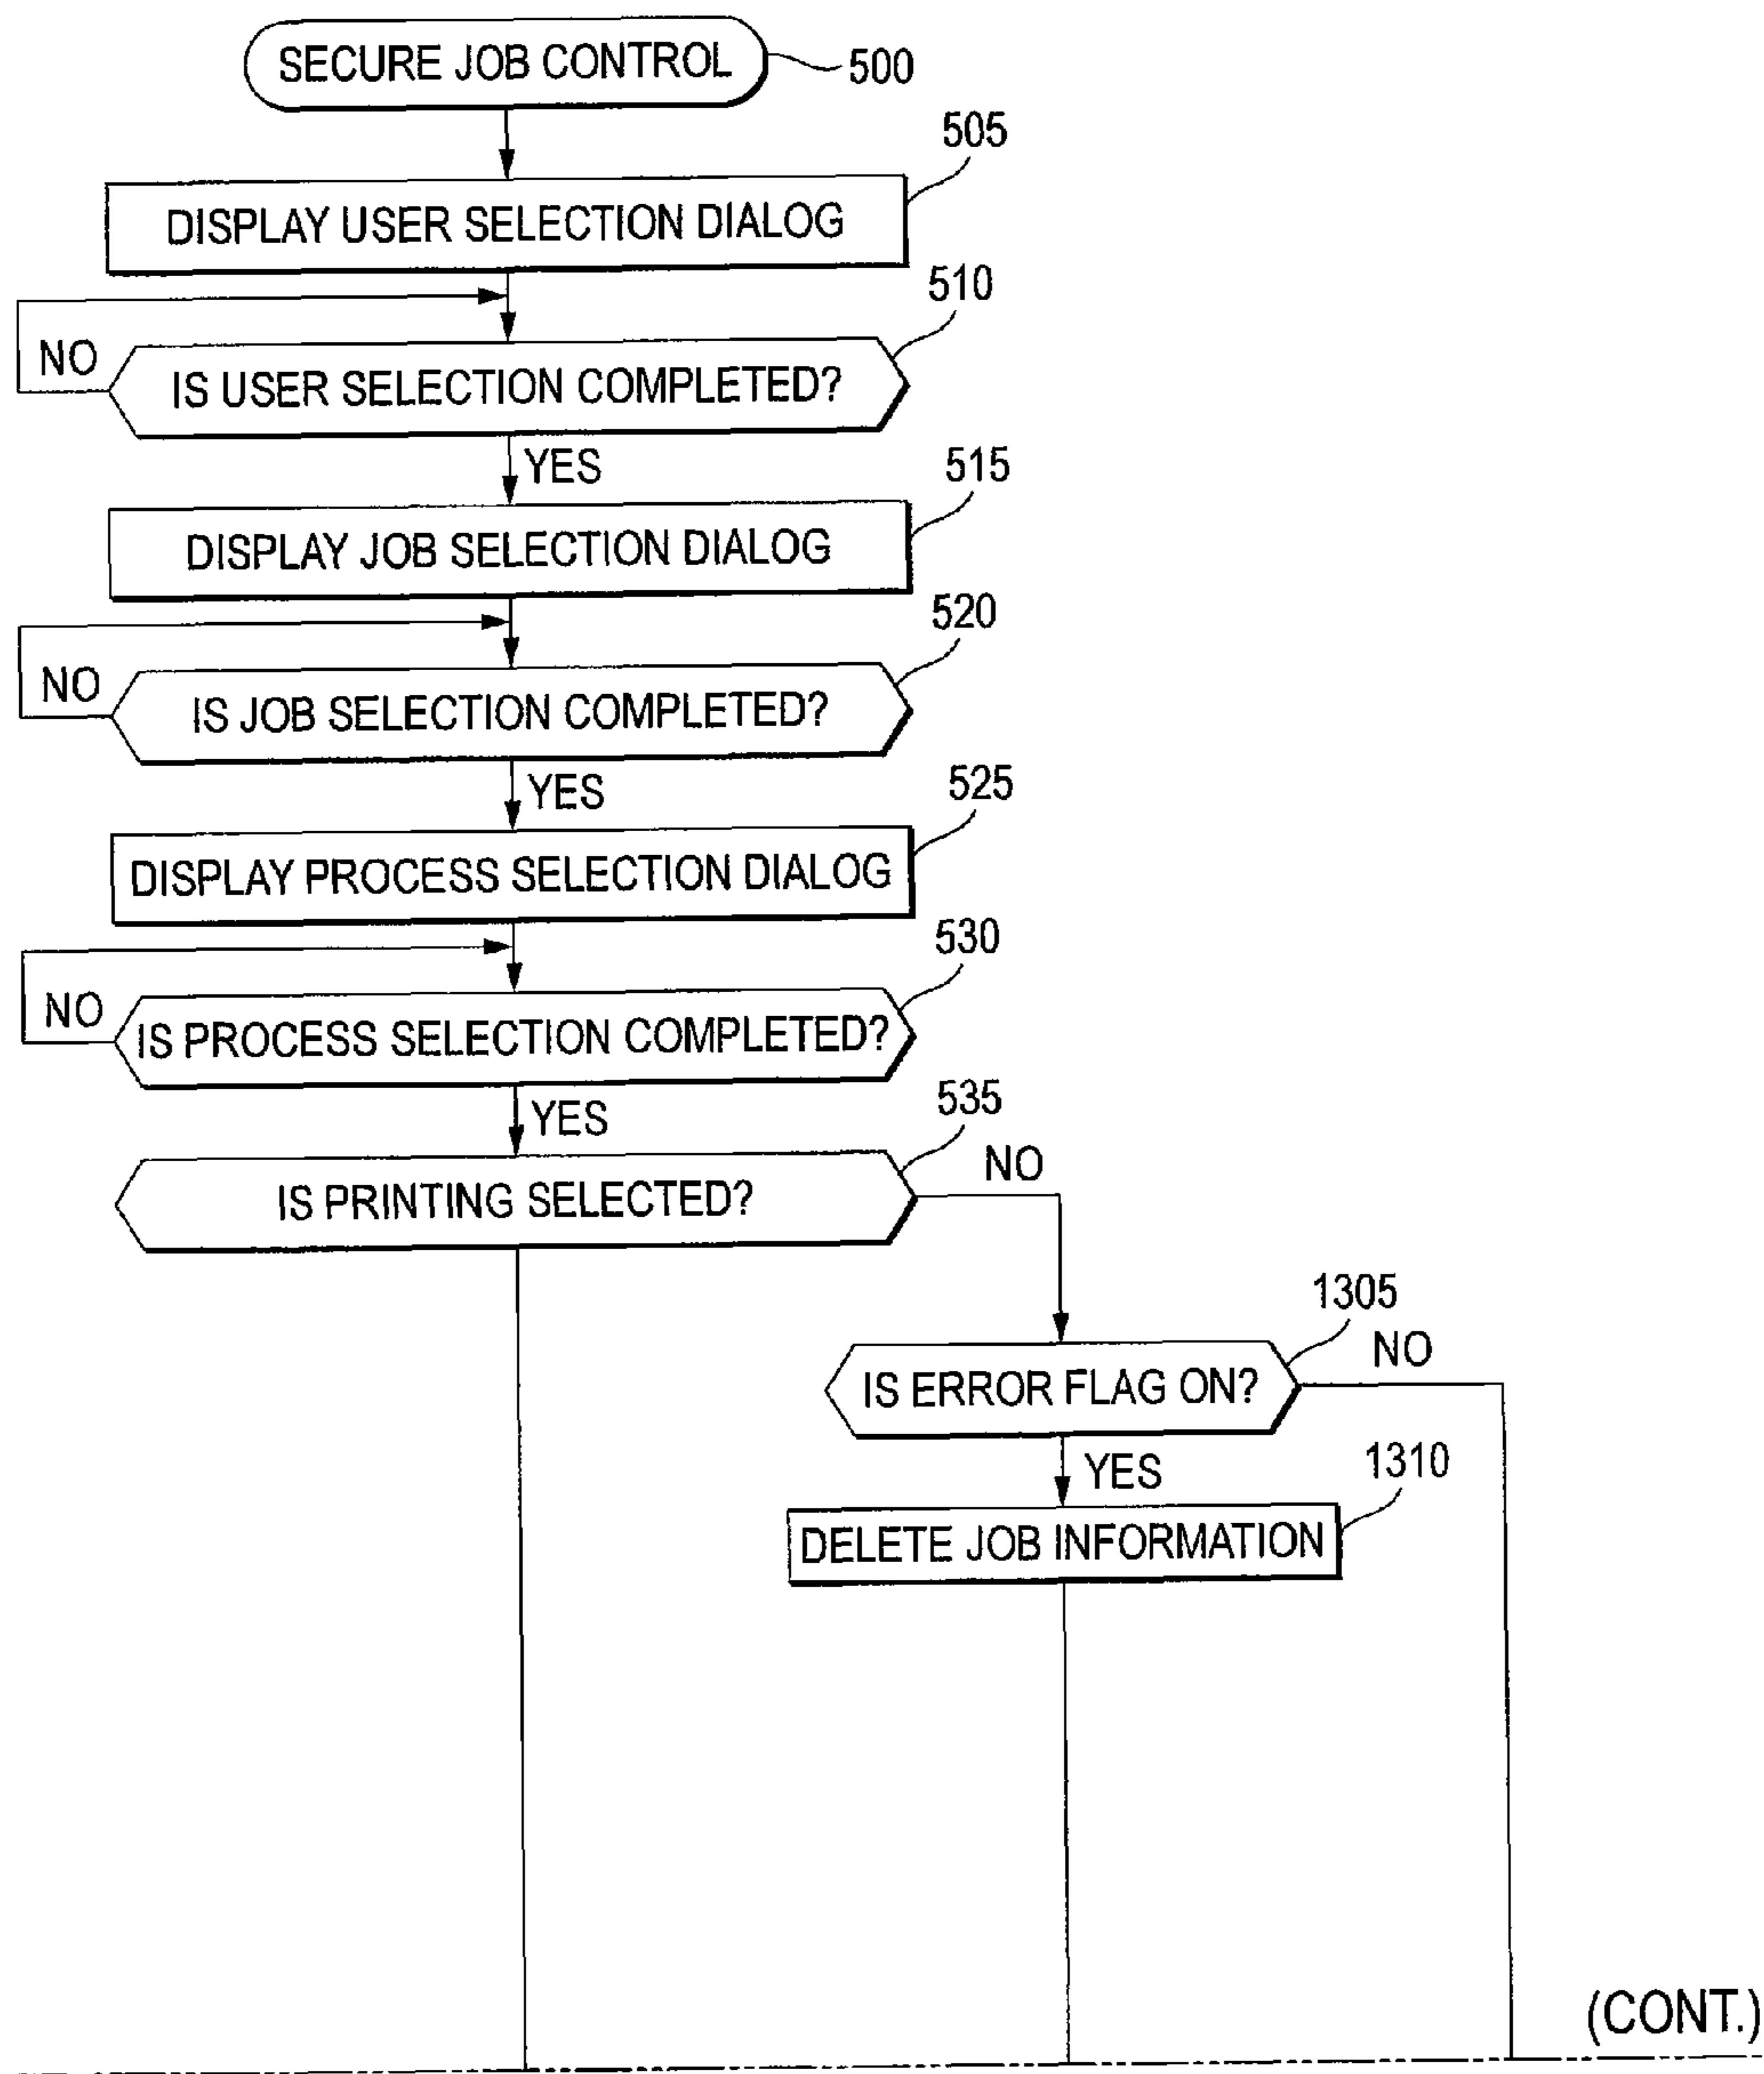 SECURE JOB CONTROL
500
505
DISPLAY USER SELECTION DIALOG
510
NO
IS USER SELECTION COMPLETED?
YES
515
DISPLAY JOB SELECTION DIALOG
520
NO
IS JOB SELECTION COMPLETED?
YES
525
DISPLAY PROCESS SELECTION DIALOG
530
NO
IS PROCESS SELECTION COMPLETED?
YES
535
NO
IS PRINTING SELECTED?
1305
NO
IS ERROR FLAG ON?
YES
1310
DELETE JOB INFORMATION
(CONT.)